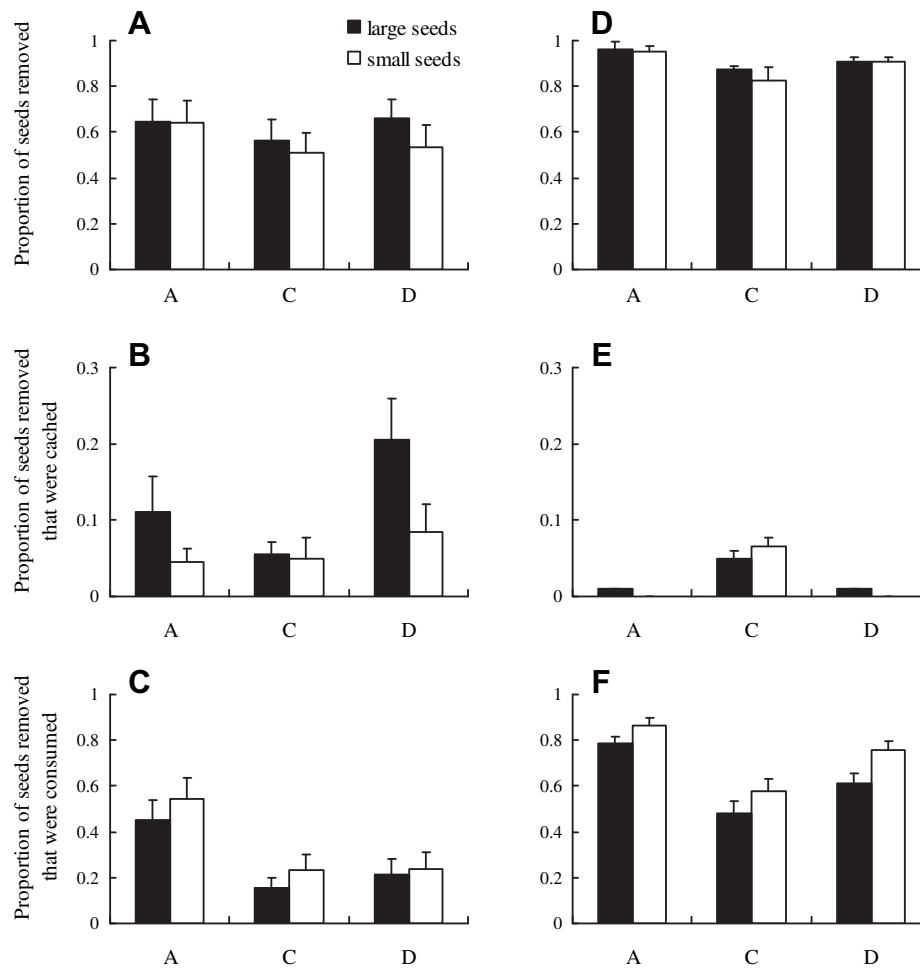 A
large seeds
small seeds
Proportion of seeds removed
1
0.8
0.6
0.4
0.2
0
A C D
D
1
0.8
0.6
0.4
0.2
0
A C D
B
Proportion of seeds removed
that were cached
0.3
0.2
0.1
0
A C D
E
0.3
0.2
0.1
0
A C D
C
Proportion of seeds removed
that were consumed
1
0.8
0.6
0.4
0.2
0
A C D
F
1
0.8
0.6
0.4
0.2
0
A C D